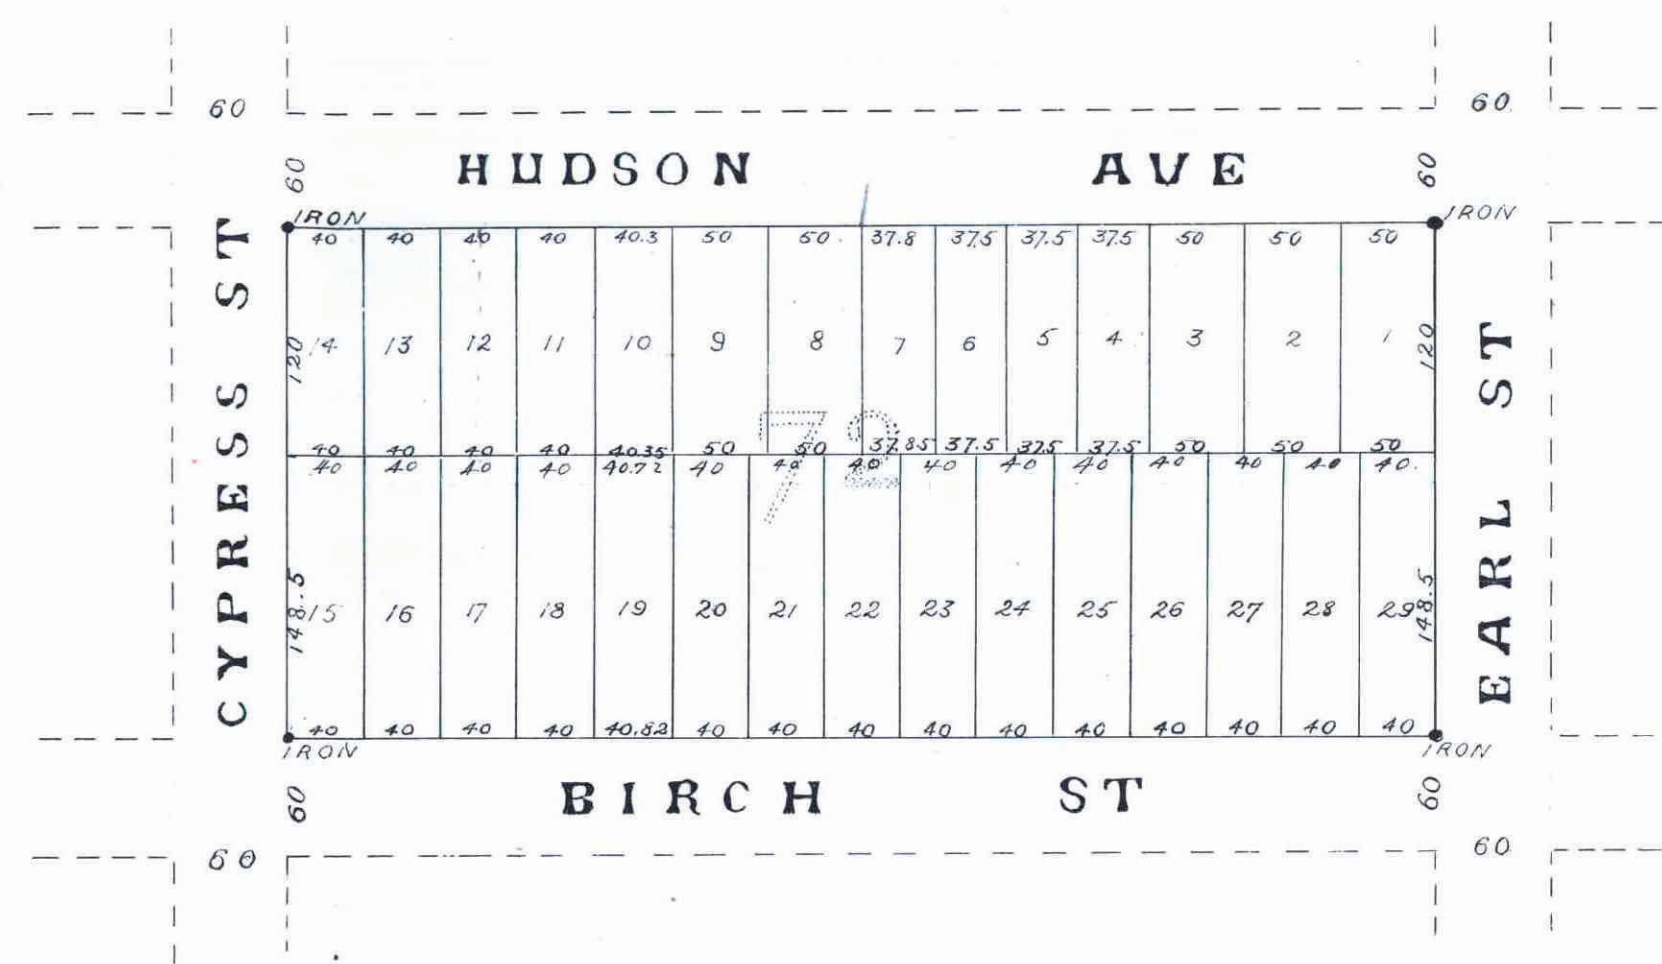 60 60
60 HUDSON AVE 60
IRON IRON
40 40 40 40 40.3 50 50 37.8 37.5 37.5 37.5 50 50 50
120 14 13 12 11 10 9 8 7 6 5 4 3 2 1 120
72
40 40 40 40 40.35 50 50 37.85 37.5 37.5 37.5 50 50 50
40 40 40 40 40.72 40 40 40 40 40 40 40 40 40 40
148.5 15 16 17 18 19 20 21 22 23 24 25 26 27 28 29 148.5
40 40 40 40 40.82 40 40 40 40 40 40 40 40 40 40
IRON IRON
CYPRESS ST
EARL ST
60 BIRCH ST 60
60 60